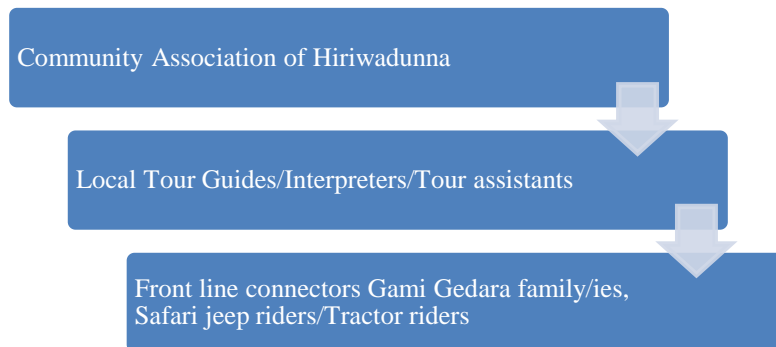 Community Association of Hiriwadunna
Local Tour Guides/Interpreters/Tour assistants
Front line connectors Gami Gedara family/ies,
Safari jeep riders/Tractor riders